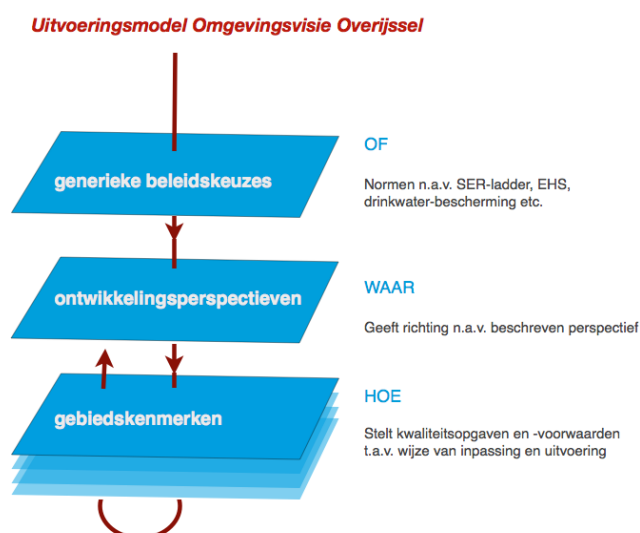 Uitvoeringsmodel Omgevingsvisie Overijssel
generieke beleidskeuzes
OF
Normen n.a.v. SER-ladder, EHS,
drinkwater-bescherming etc.
ontwikkelingsperspectieven
WAAR
Geeft richting n.a.v. beschreven perspectief
gebiedskenmerken
HOE
Stelt kwaliteitsopgaven en -voorwaarden
t.a.v. wijze van inpassing en uitvoering